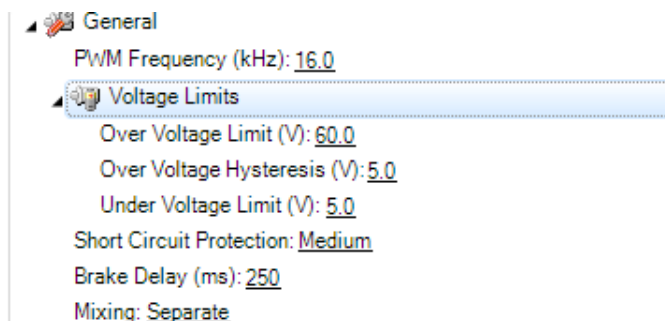 General
PWM Frequency (kHz): 16.0
Voltage Limits
Over Voltage Limit (V): 60.0
Over Voltage Hysteresis (V): 5.0
Under Voltage Limit (V): 5.0
Short Circuit Protection: Medium
Brake Delay (ms): 250
Mixing: Separate